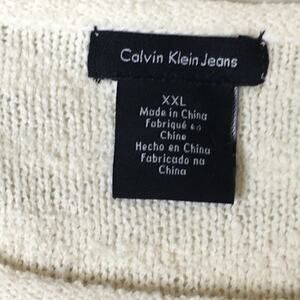 Calvin Klein Jeans
XXL
Made in China
Fabriqué en
Chine
Hecho en China
Fabricado na
China